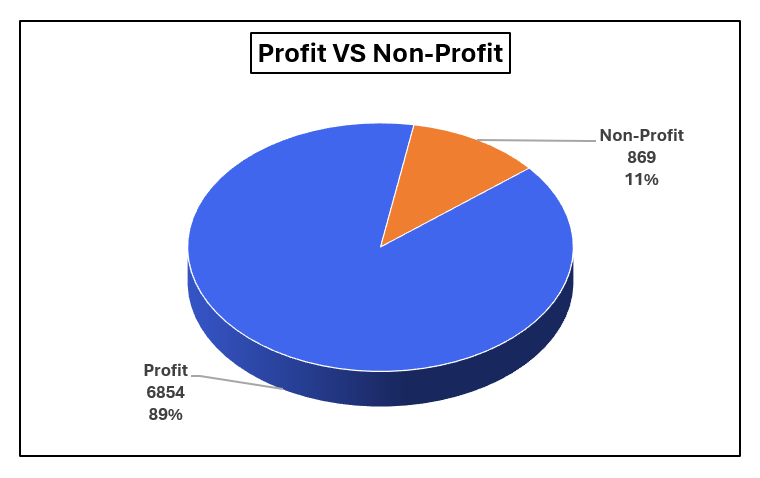 Profit VS Non-Profit
Non-Profit
869
11%
Profit
6854
89%